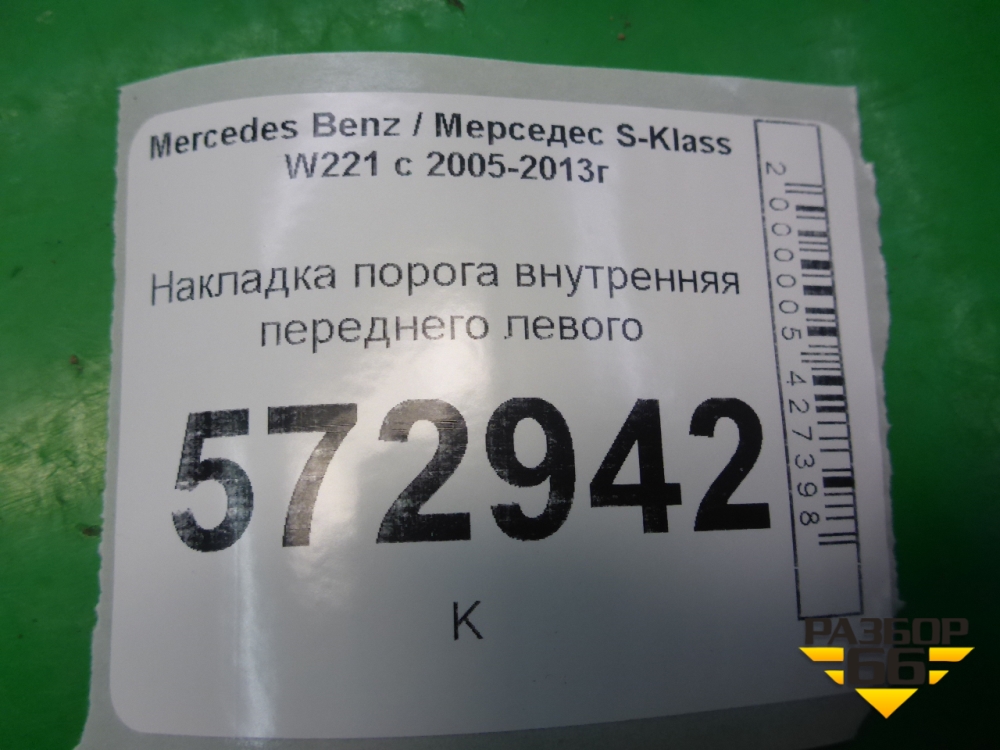 Mercedes Benz / Мерседес S-Klass
W221 с 2005-2013г
Накладка порога внутренняя
переднего левого
572942
К
2000005427398
РАЗБОР
66